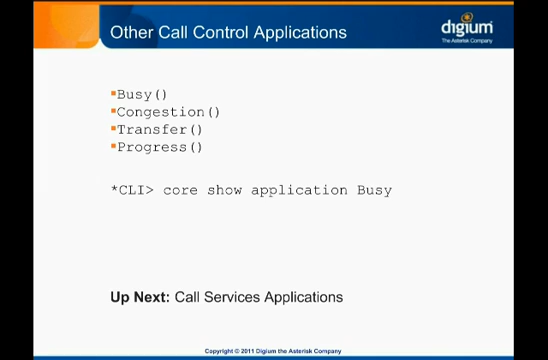 Other Call Control Applications
digium
The Asterisk Company
Busy()
Congestion()
Transfer()
Progress()
*CLI> core show application Busy
Up Next: Call Services Applications
Copyright © 2011 Digium the Asterisk Company